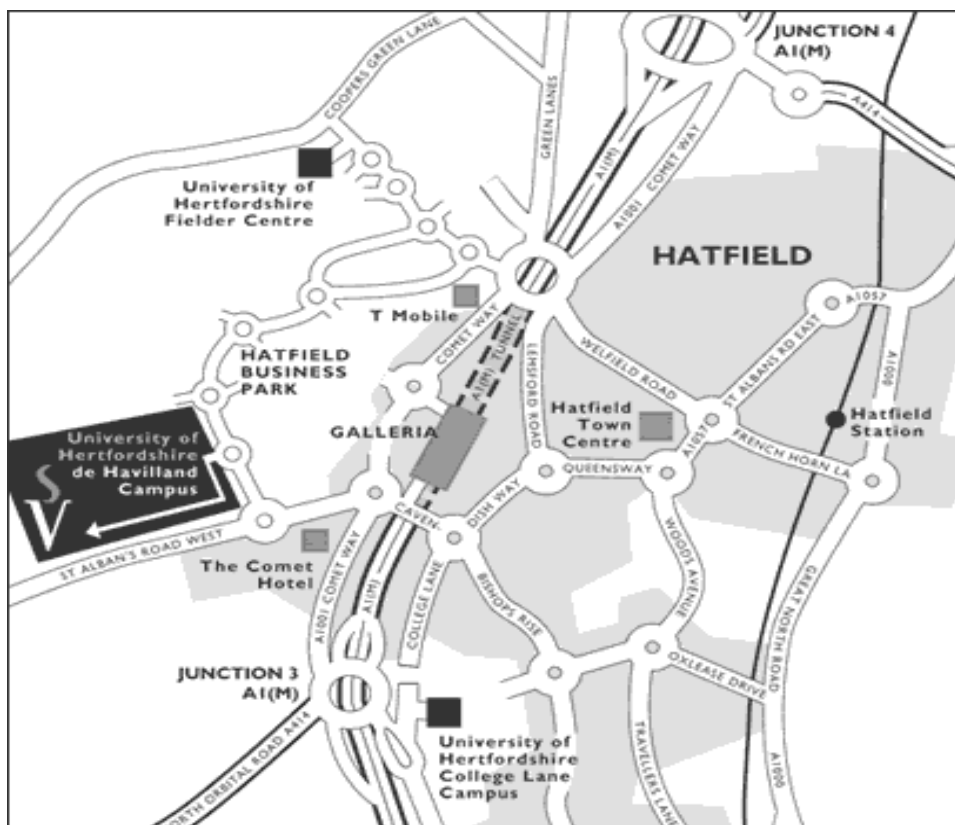 JUNCTION 4
A1(M)
COOPERS GREEN LANE
GREEN LANES
A1(M)
A1001 COMET WAY
A414
University of
Hertfordshire
Fielder Centre
HATFIELD
T Mobile
COMET WAY
A1(M) TUNNEL
LEMSFORD ROAD
WELFIELD ROAD
ST ALBANS RD EAST
A1057
A1000
HATFIELD
BUSINESS
PARK
GALLERIA
Hatfield
Town
Centre
A1057
FRENCH HORN LA
Hatfield
Station
University of
Hertfordshire
de Havilland
Campus
S
V
QUEENSWAY
CAVEN-
DISH WAY
ST ALBAN'S ROAD WEST
The Comet
Hotel
A1001 COMET WAY
A1(M)
COLLEGE LANE
BISHOPS RISE
WOODS AVENUE
GREAT NORTH ROAD
OXLEASE DRIVE
JUNCTION 3
A1(M)
NORTH ORBITAL ROAD A414
University of
Hertfordshire
College Lane
Campus
TRAVELLERS LANE
A1000